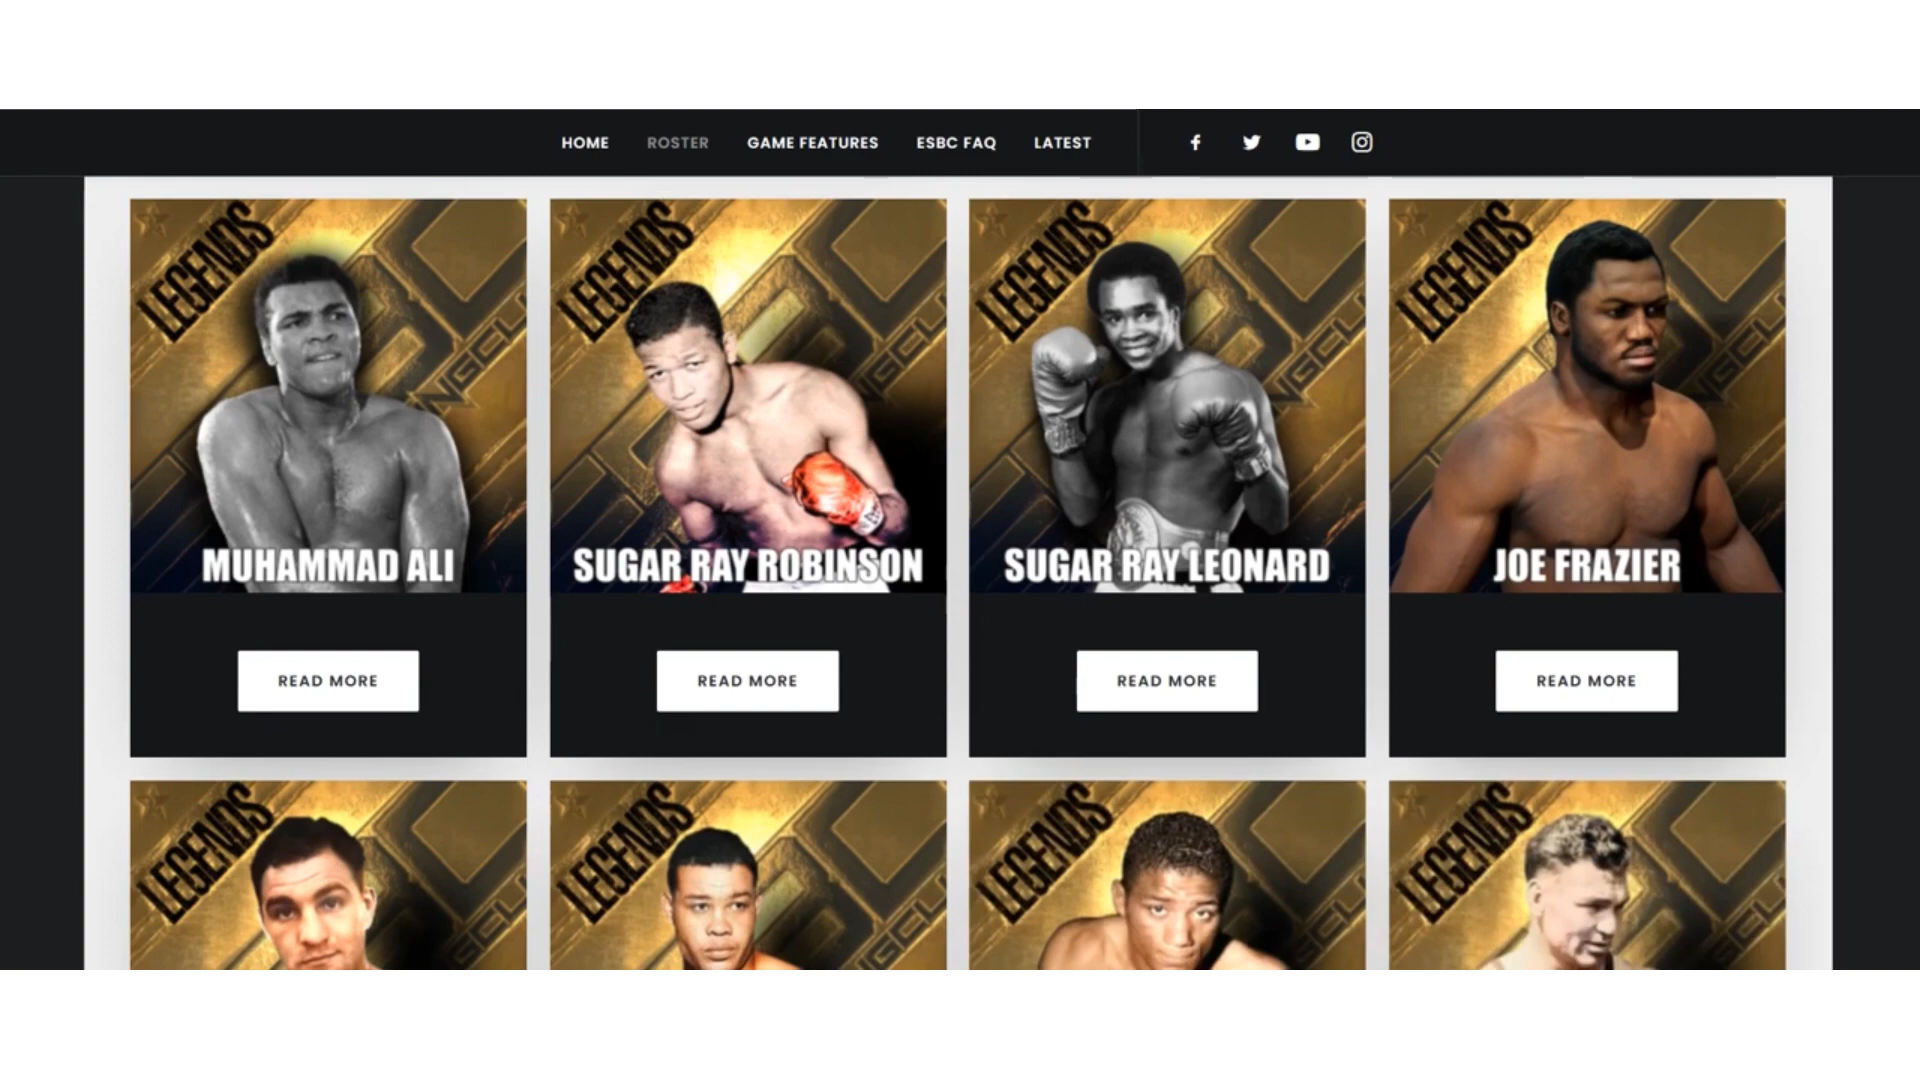 HOME ROSTER GAME FEATURES ESBC FAQ LATEST
LEGENDS LEGENDS LEGENDS LEGENDS
MUHAMMAD ALI SUGAR RAY ROBINSON SUGAR RAY LEONARD JOE FRAZIER
READ MORE READ MORE READ MORE READ MORE
LEGENDS LEGENDS LEGENDS LEGENDS